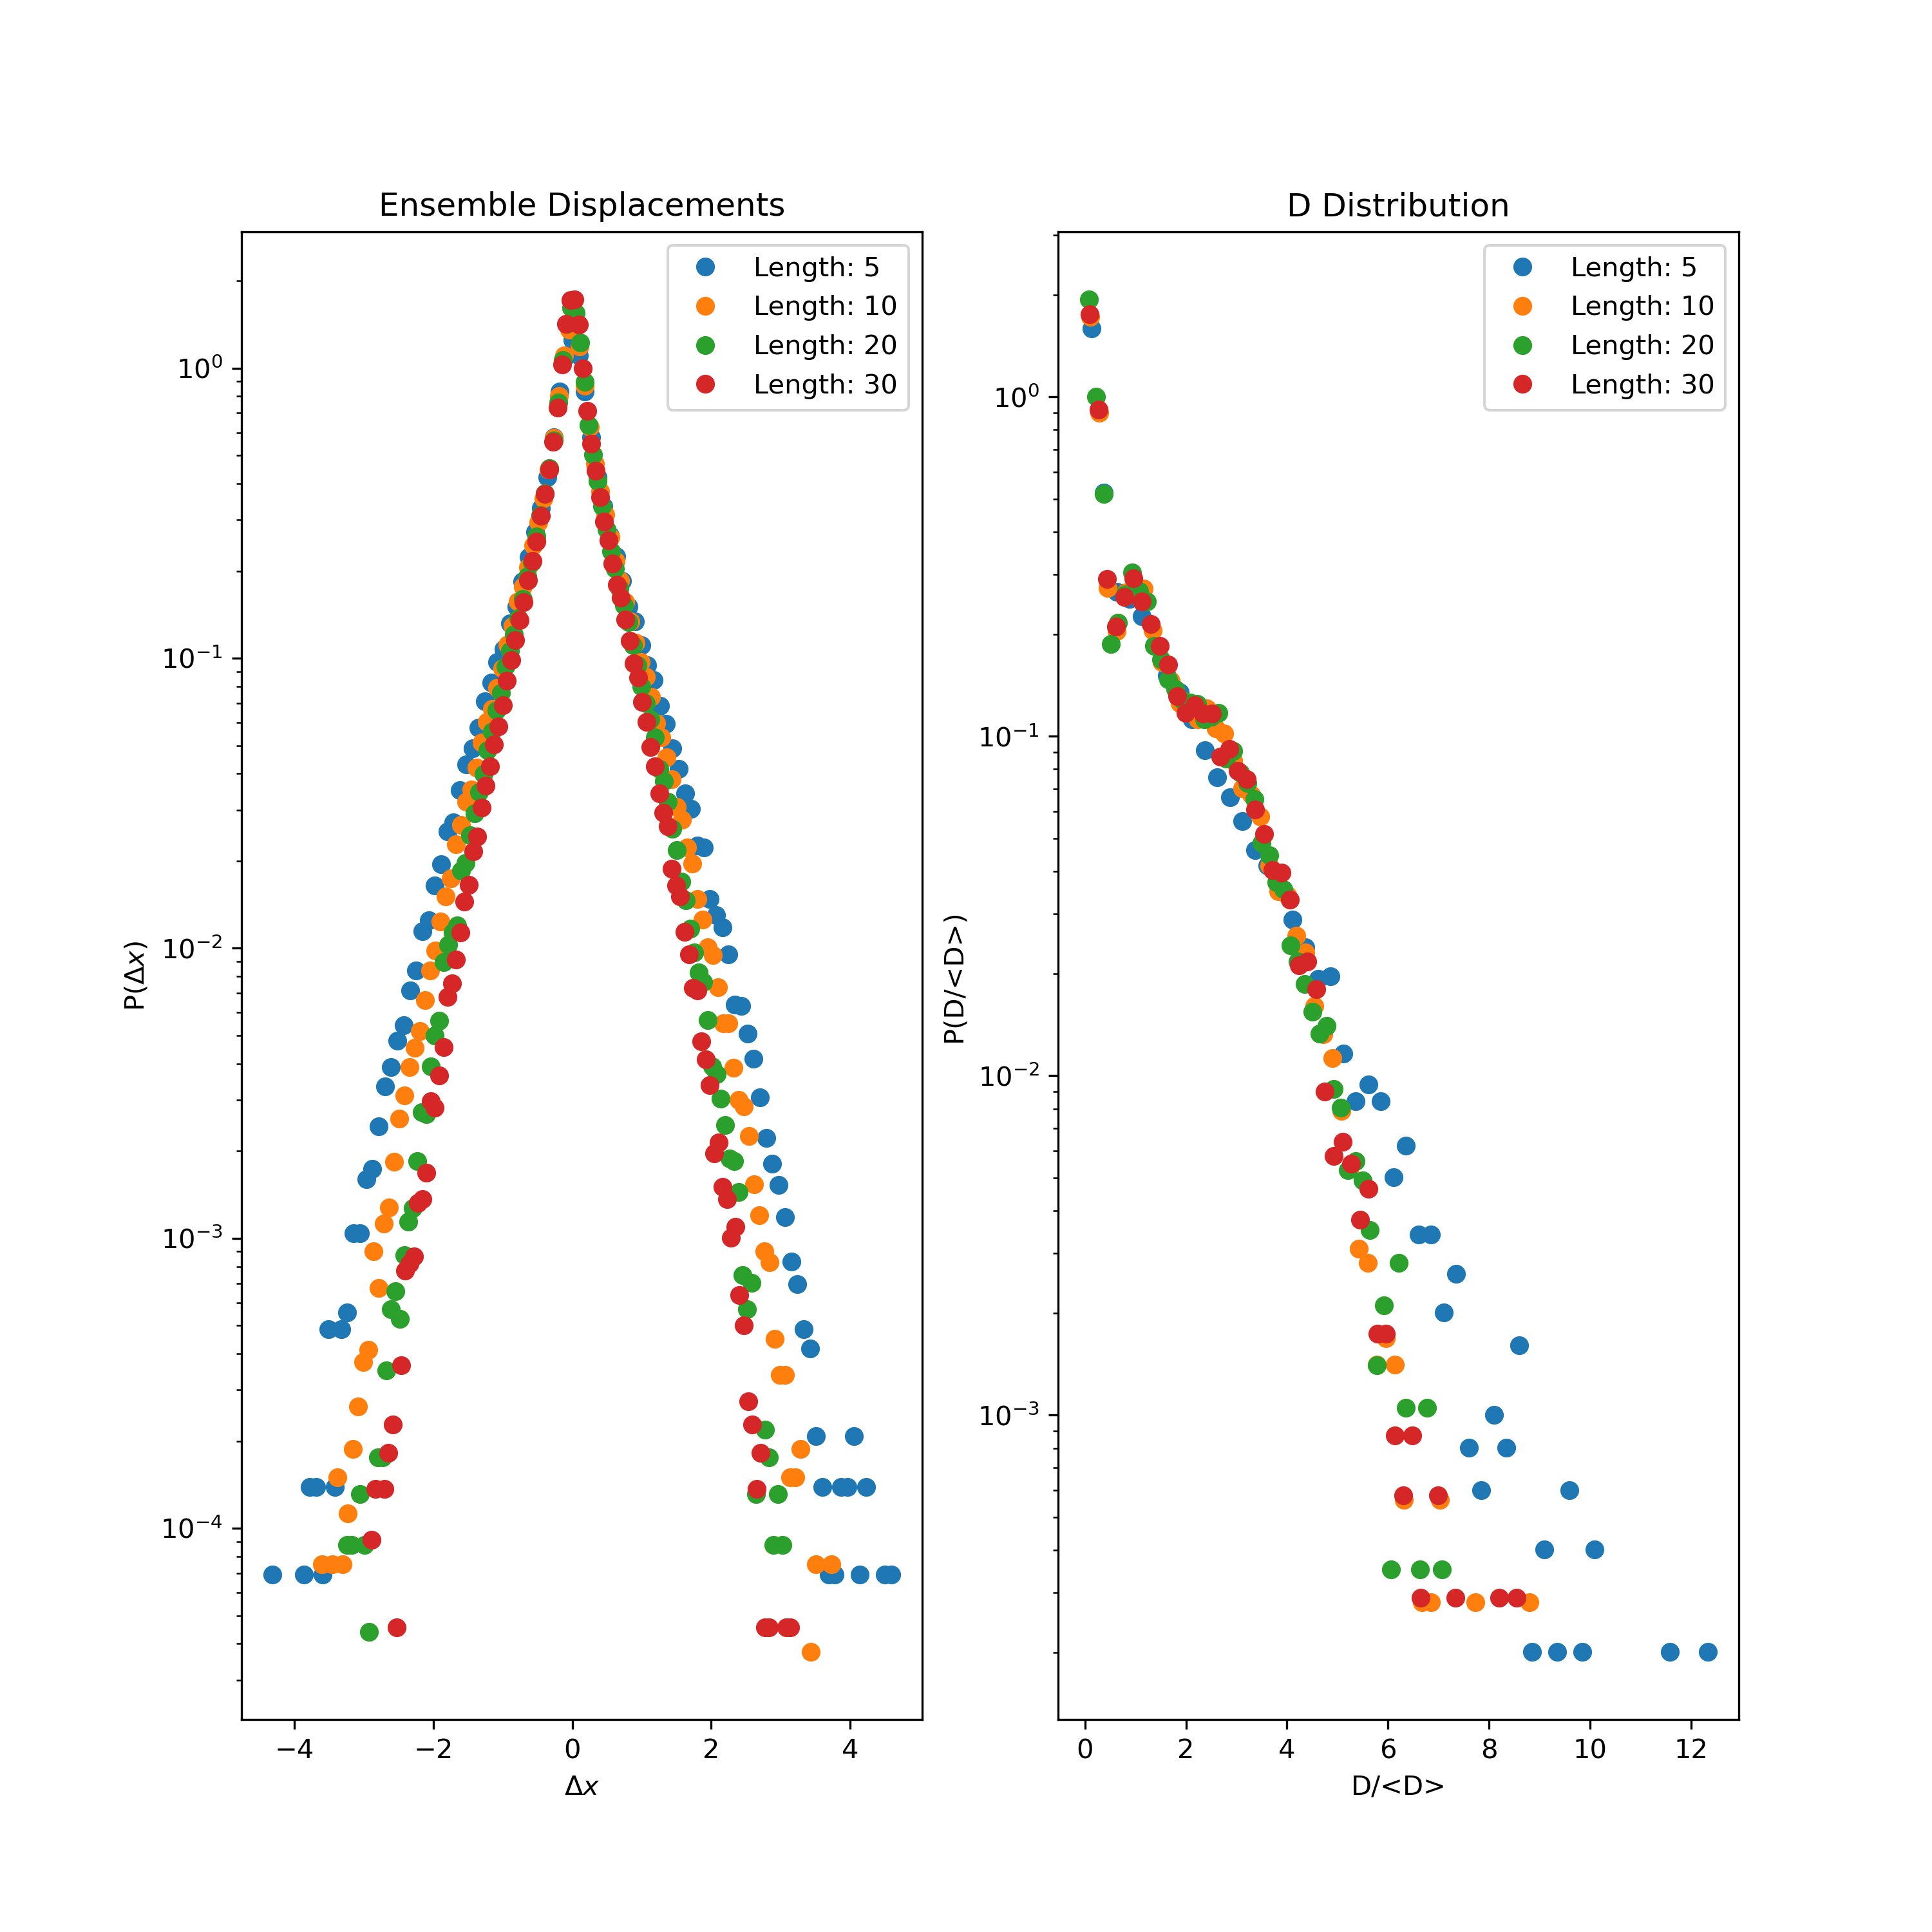 Ensemble Displacements
Length: 5
Length: 10
Length: 20
Length: 30
P(Δx)
10⁰
10⁻¹
10⁻²
10⁻³
10⁻⁴
−4 −2 0 2 4
Δx
D Distribution
Length: 5
Length: 10
Length: 20
Length: 30
P(D/<D>)
10⁰
10⁻¹
10⁻²
10⁻³
0 2 4 6 8 10 12
D/<D>